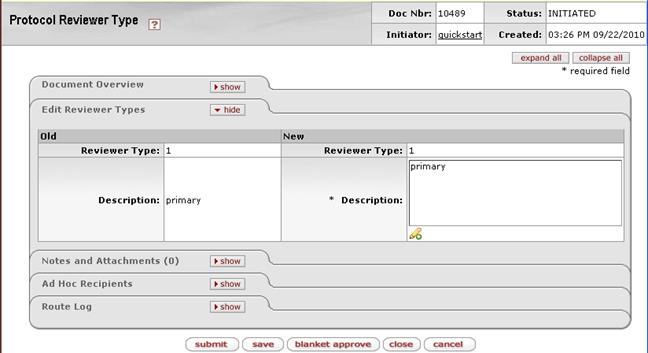 Protocol Reviewer Type ?
Doc Nbr: 10489 Status: INITIATED
Initiator: quickstart Created: 03:26 PM 09/22/2010
expand all collapse all
* required field
Document Overview show
Edit Reviewer Types hide
Old New
Reviewer Type: 1 Reviewer Type: 1
Description: primary * Description: primary
Notes and Attachments (0) show
Ad Hoc Recipients show
Route Log show
submit save blanket approve close cancel